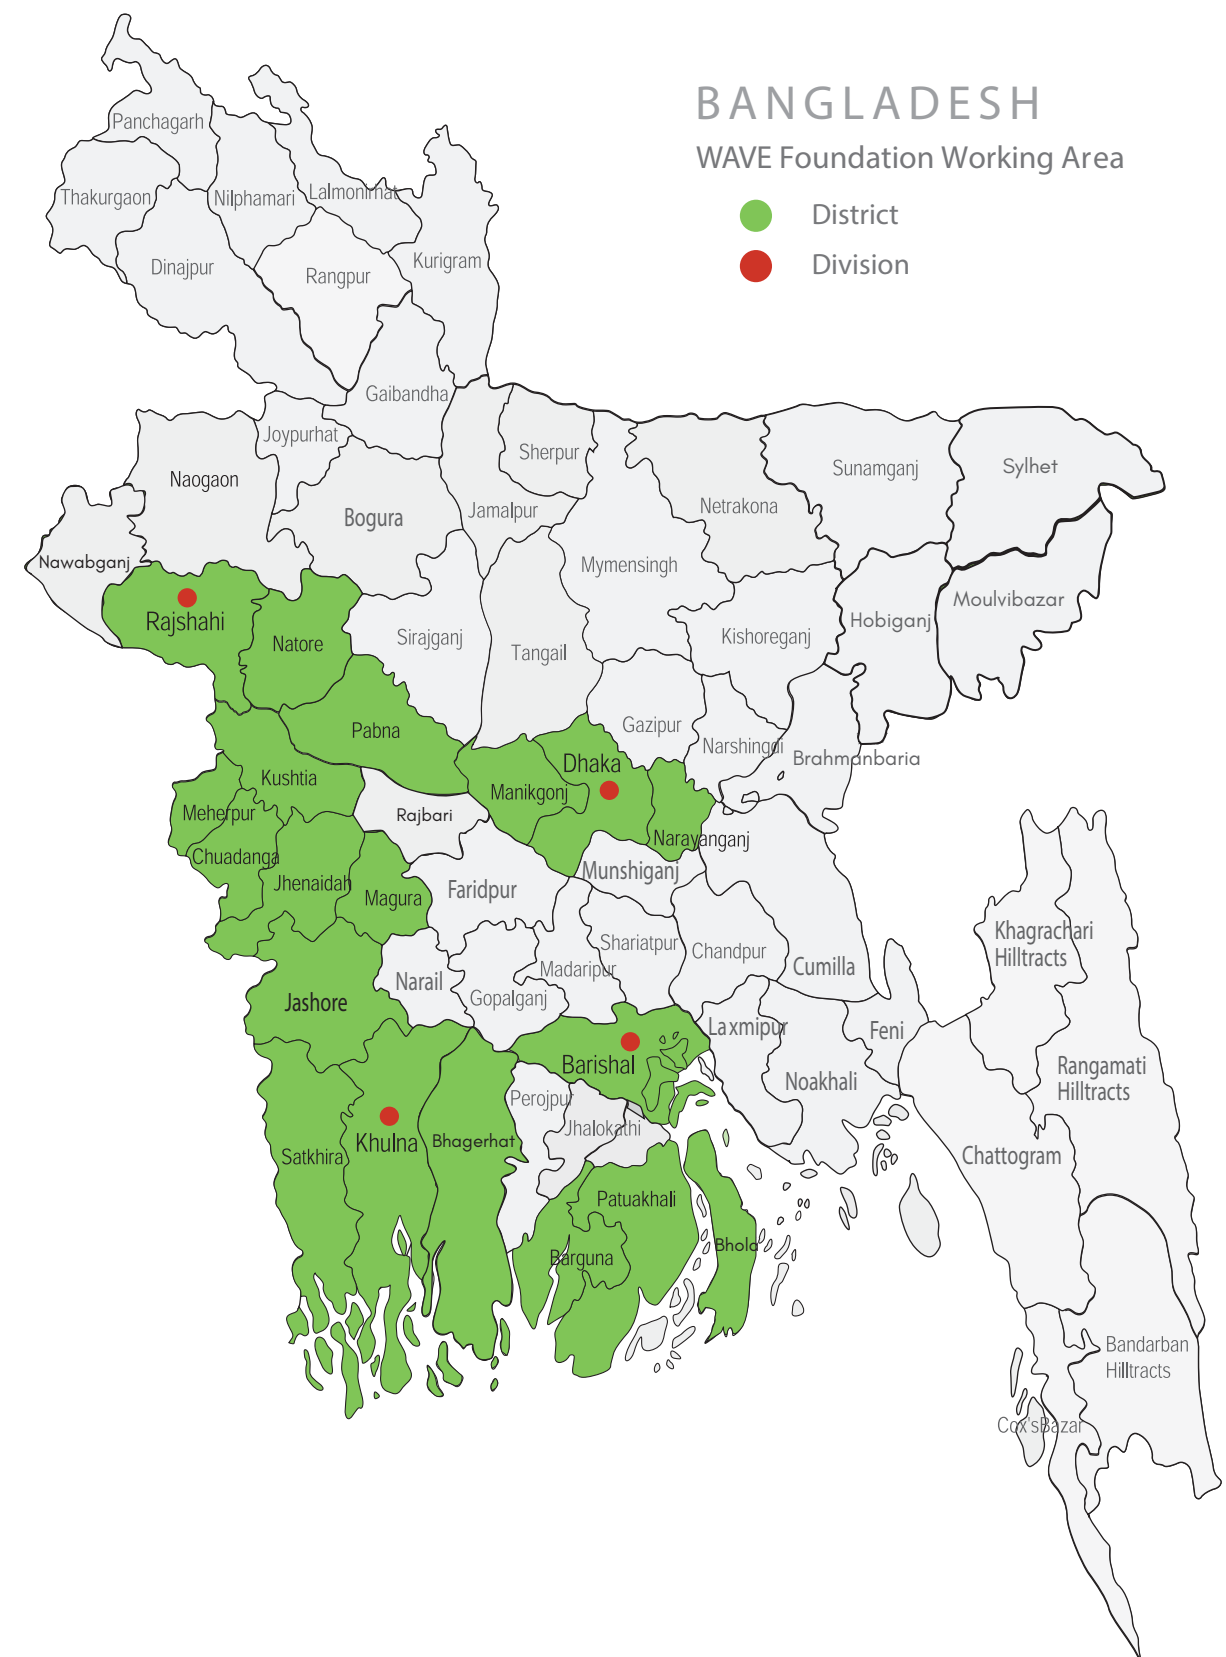 BANGLADESH
WAVE Foundation Working Area
District
Division
Panchagarh
Thakurgaon
Nilphamari
Lalmonirhat
Dinajpur
Rangpur
Kurigram
Gaibandha
Joypurhat
Naogaon
Bogura
Jamalpur
Sherpur
Netrakona
Sunamganj
Sylhet
Nawabganj
Mymensingh
Moulvibazar
Rajshahi
Natore
Sirajganj
Tangail
Kishoreganj
Hobiganj
Pabna
Gazipur
Narshingdi
Brahmanbaria
Kushtia
Dhaka
Manikgonj
Meherpur
Rajbari
Narayanganj
Chuadanga
Jhenaidah
Magura
Faridpur
Munshiganj
Khagrachari
Hilltracts
Shariatpur
Chandpur
Cumilla
Madaripur
Narail
Gopalganj
Jashore
Laxmipur
Feni
Barishal
Noakhali
Rangamati
Hilltracts
Perojpur
Jhalokathi
Satkhira
Khulna
Bhagerhat
Chattogram
Patuakhali
Barguna
Bhola
Bandarban
Hilltracts
Cox'sBazar